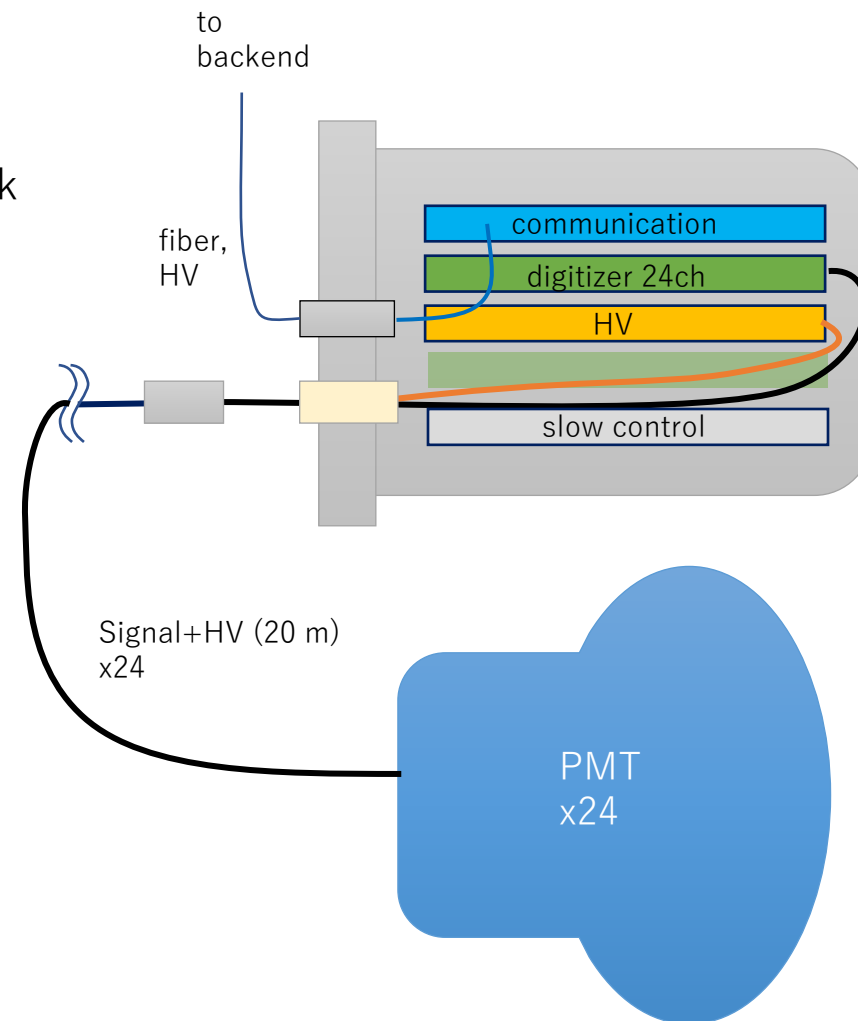 to
backend
k
communication
fiber,
HV
digitizer 24ch
HV
slow control
Signal+HV (20 m)
x24
PMT
x24